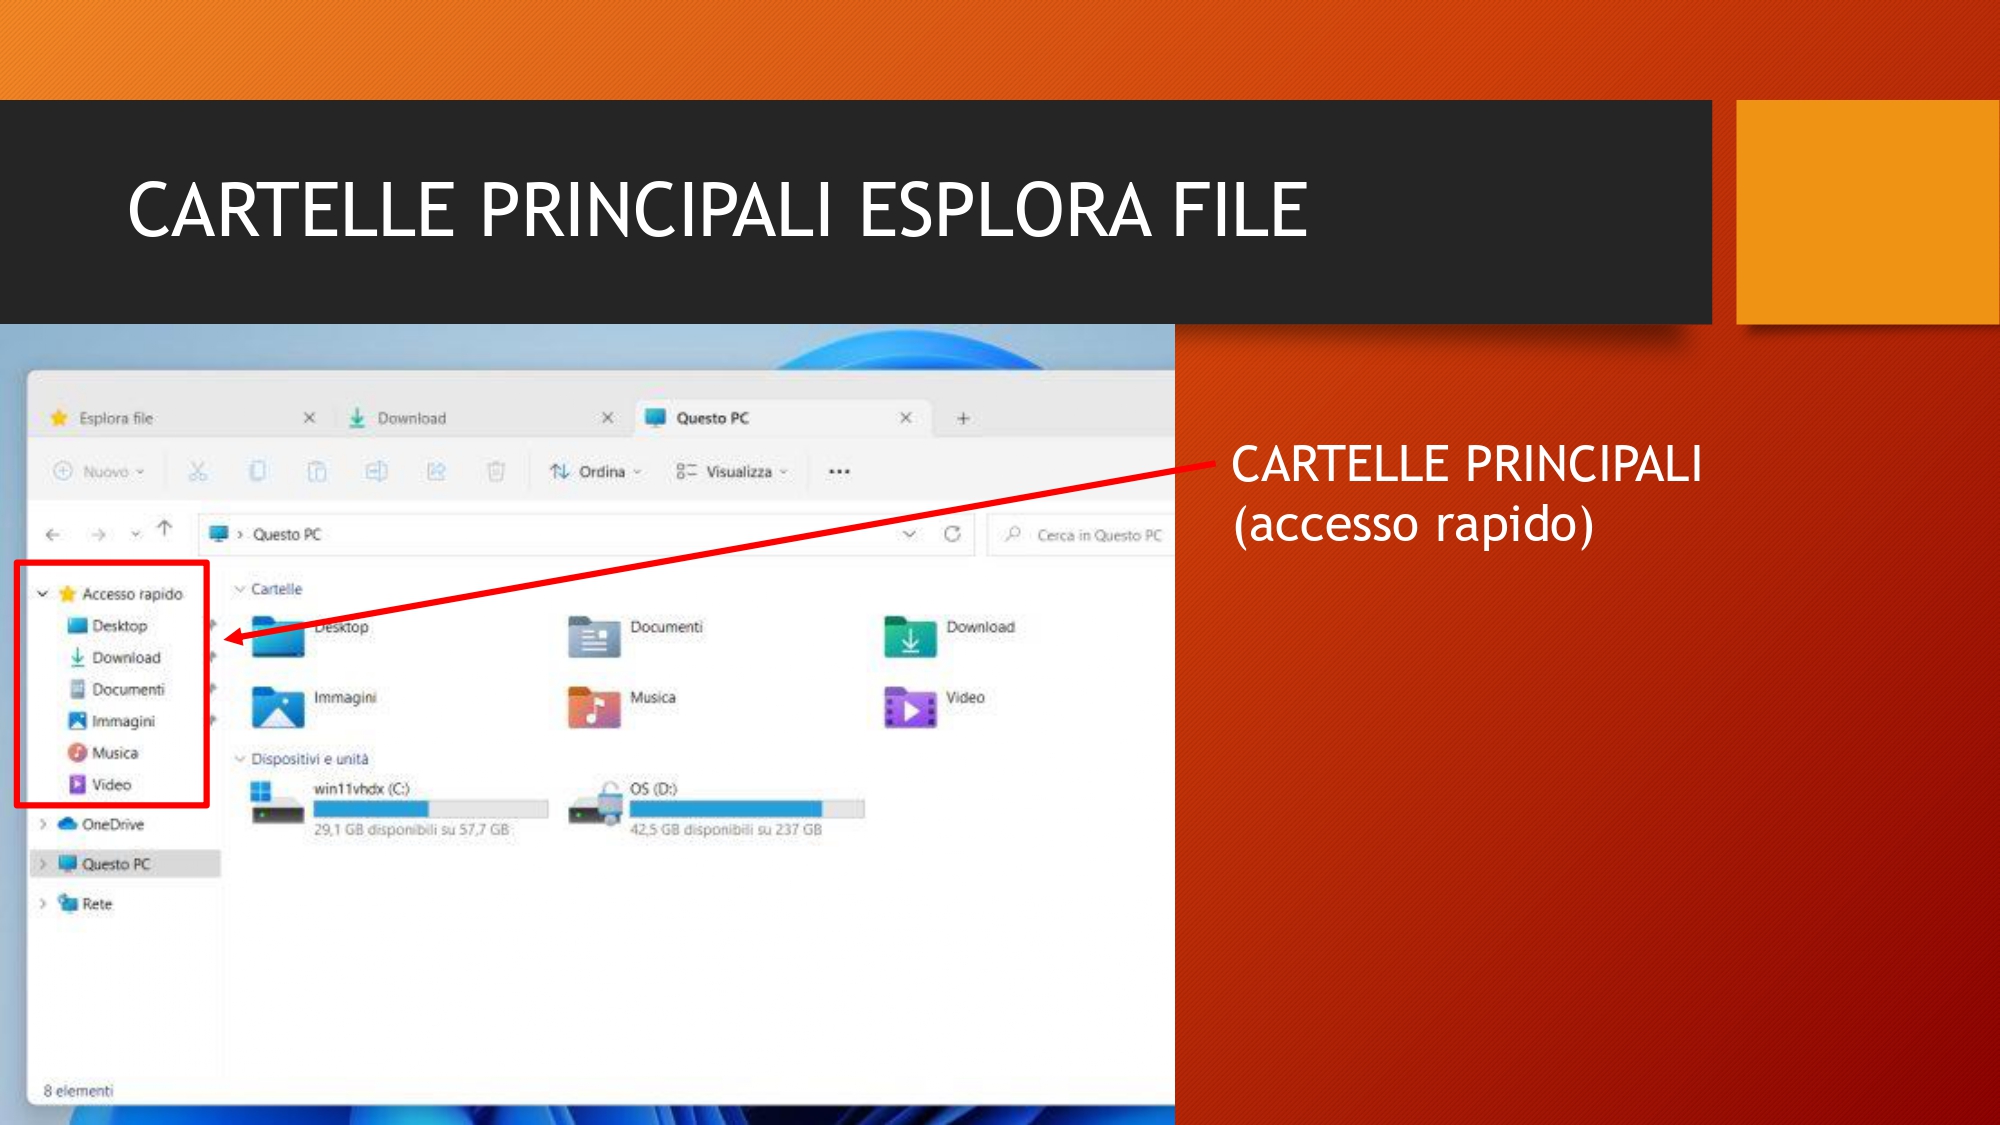 CARTELLE PRINCIPALI ESPLORA FILE
Esplora file
Download
Questo PC
Nuovo
Ordina
Visualizza
Questo PC
Cerca in Questo PC
Accesso rapido
Desktop
Download
Documenti
Immagini
Musica
Video
OneDrive
Questo PC
Rete
Cartelle
Desktop
Documenti
Download
Immagini
Musica
Video
Dispositivi e unità
win11vhdx (C:)
29,1 GB disponibili su 57,7 GB
OS (D:)
42,5 GB disponibili su 237 GB
8 elementi
CARTELLE PRINCIPALI
(accesso rapido)